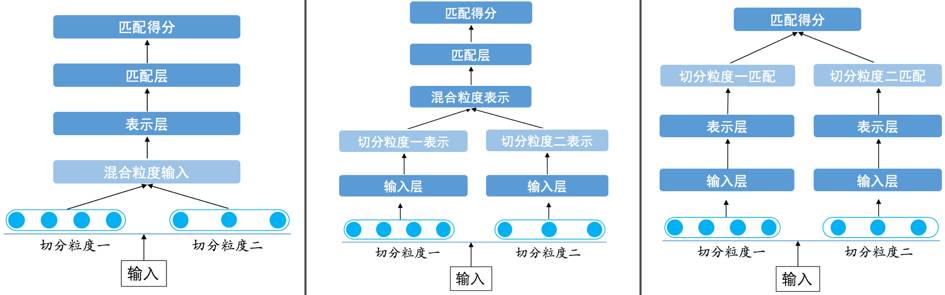 匹配得分
匹配层
表示层
混合粒度输入
切分粒度一
切分粒度二
输入
匹配得分
匹配层
混合粒度表示
切分粒度一表示
切分粒度二表示
输入层
输入层
切分粒度一
切分粒度二
输入
匹配得分
切分粒度一匹配
切分粒度二匹配
表示层
表示层
输入层
输入层
切分粒度一
切分粒度二
输入